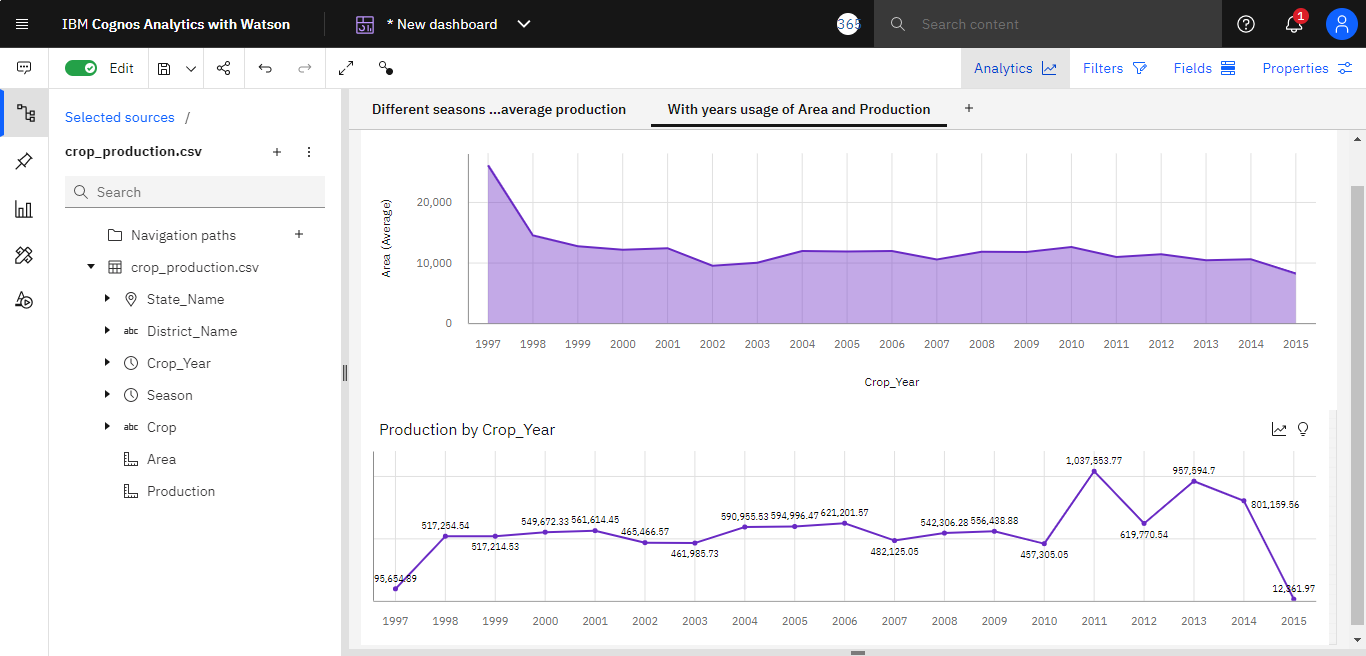 IBM Cognos Analytics with Watson
* New dashboard
365
Search content
1
Edit
Analytics
Filters
Fields
Properties
Selected sources /
crop_production.csv
Search
Navigation paths
crop_production.csv
State_Name
abc District_Name
Crop_Year
Season
abc Crop
Area
Production
Different seasons ...average production
With years usage of Area and Production
Area (Average)
20,000
10,000
0
1997 1998 1999 2000 2001 2002 2003 2004 2005 2006 2007 2008 2009 2010 2011 2012 2013 2014 2015
Crop_Year
Production by Crop_Year
95,654.89
517,254.54
517,214.53
549,672.33
561,614.45
465,466.57
461,985.73
590,955.53
594,996.47
621,201.57
482,125.05
542,306.28
556,438.88
457,305.05
1,037,553.77
619,770.54
957,594.7
801,159.56
12,361.97
1997 1998 1999 2000 2001 2002 2003 2004 2005 2006 2007 2008 2009 2010 2011 2012 2013 2014 2015